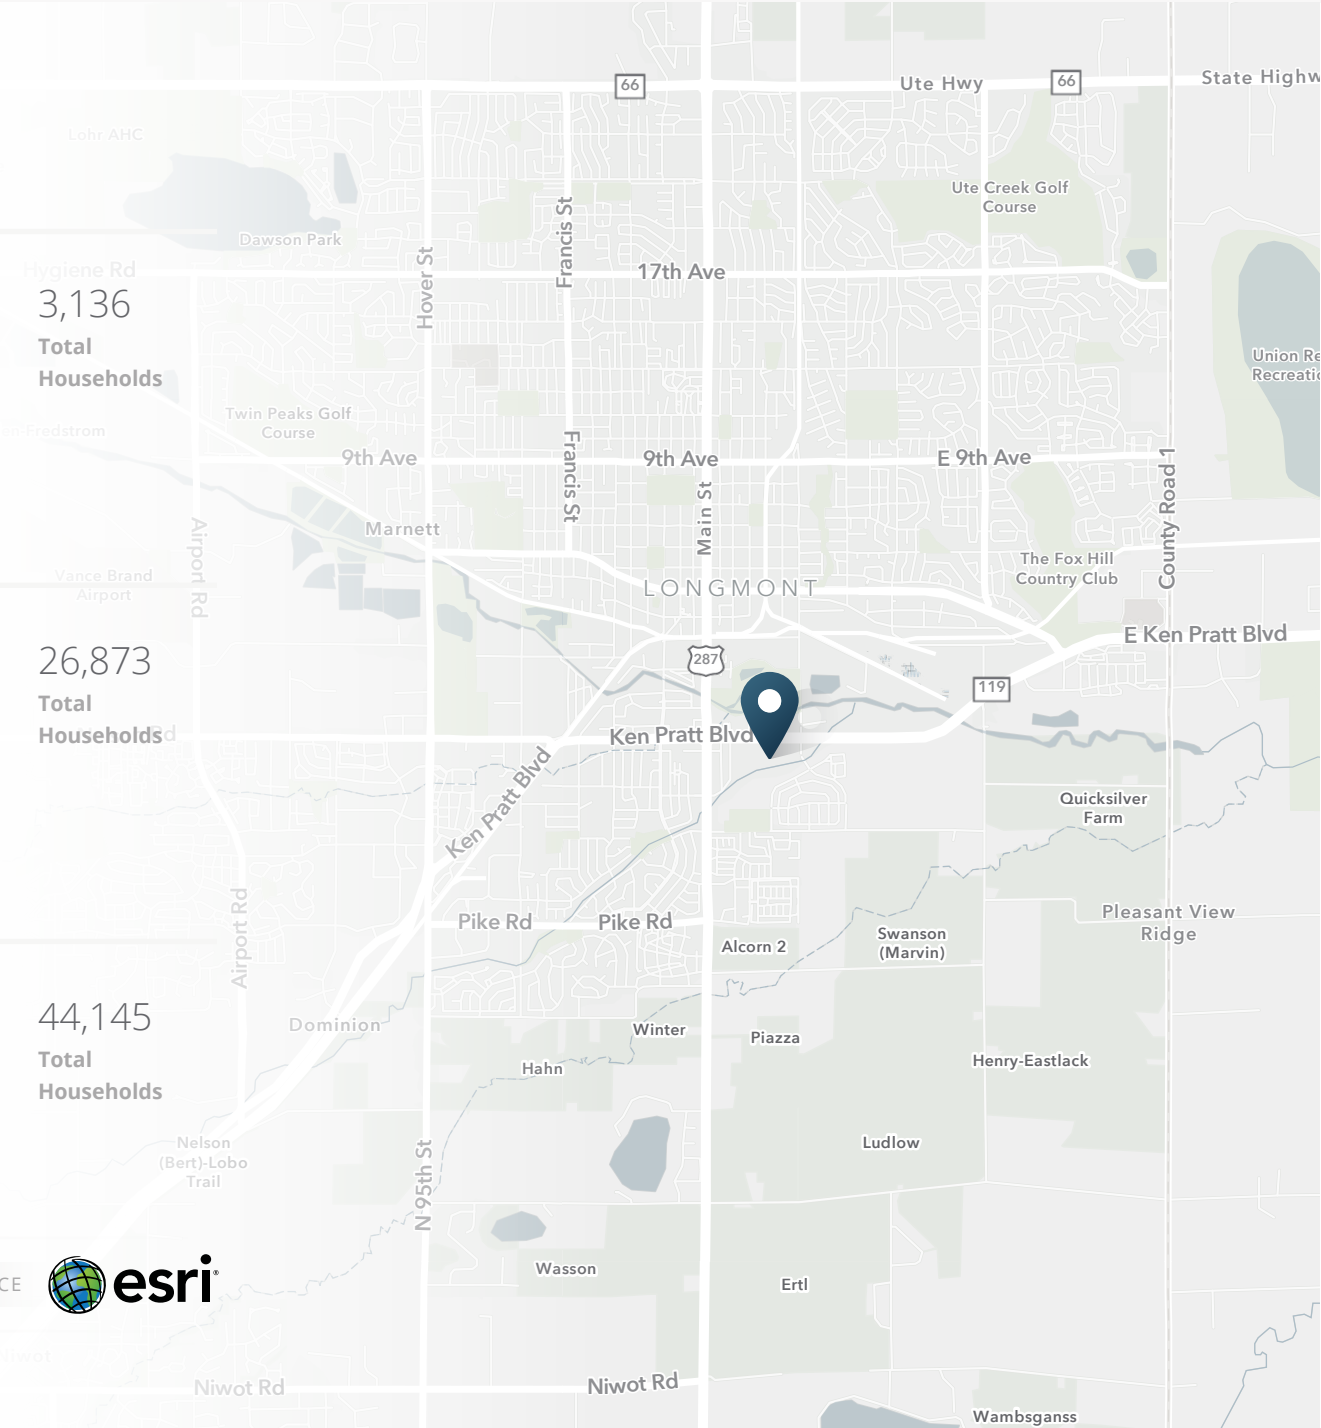 66
Ute Hwy
66
State Highw
Lohr AHC
Ute Creek Golf
Course
Dawson Park
Hover St
Francis St
Hygiene Rd
17th Ave
3,136
Total
Households
Union Re
Recreatio
Twin Peaks Golf
Course
Fredstrom
9th Ave
9th Ave
E 9th Ave
Francis St
Main St
County Road 1
Marnett
Airport Rd
The Fox Hill
Country Club
Vance Brand
Airport
LONGMONT
E Ken Pratt Blvd
287
119
26,873
Total
Households
Rd
Ken Pratt Blvd
Ken Pratt Blvd
Quicksilver
Farm
Airport Rd
Pike Rd
Pike Rd
Pleasant View
Ridge
Alcorn 2
Swanson
(Marvin)
44,145
Total
Households
Dominion
Winter
Piazza
Hahn
Henry-Eastlack
Nelson
(Bert)-Lobo
Trail
N 95th St
Ludlow
Wasson
Ertl
CE
esri
Niwot
Niwot Rd
Niwot Rd
Wambsganss